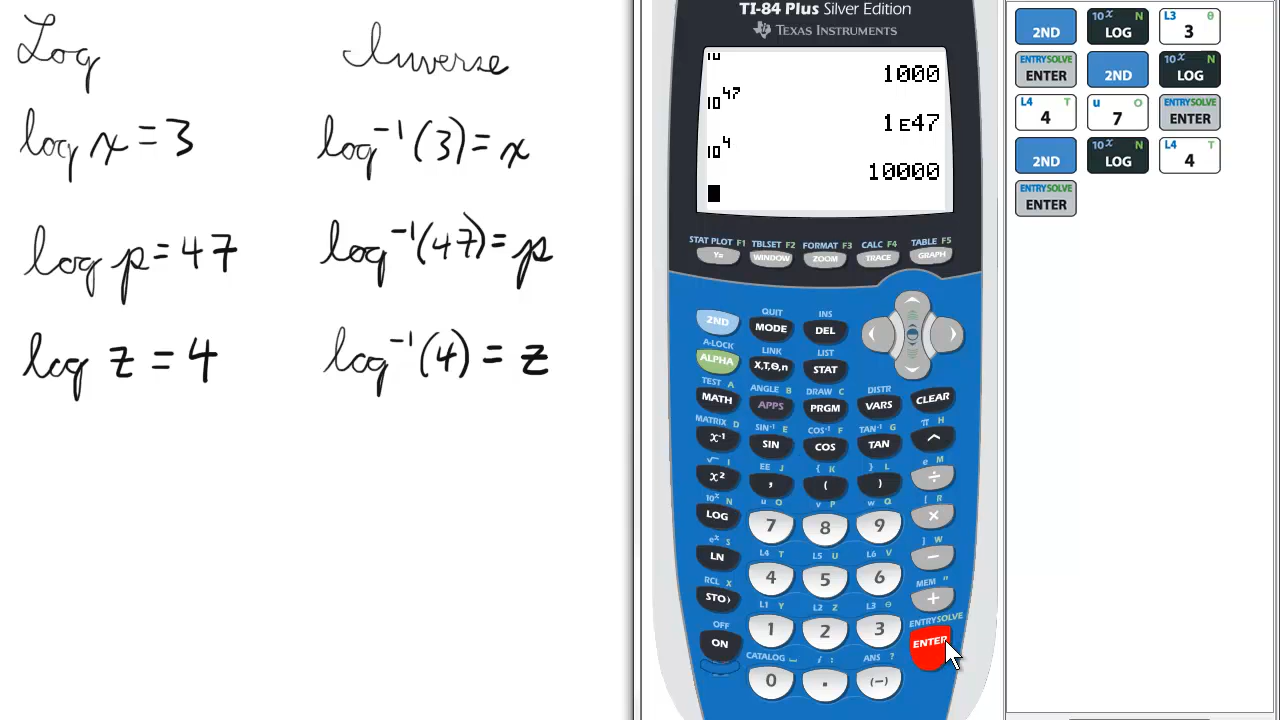 Log Inverse
log x = 3 log⁻¹(3) = x
log p = 47 log⁻¹(47) = p
log z = 4 log⁻¹(4) = z
TI-84 Plus Silver Edition
TEXAS INSTRUMENTS
1000
10^47
1E47
10^4
10000
STAT PLOT F1 TBLSET F2 FORMAT F3 CALC F4 TABLE F5
Y= WINDOW ZOOM TRACE GRAPH
QUIT INS
2ND MODE DEL
A-LOCK LINK LIST
ALPHA X,T,θ,n STAT
TEST A ANGLE B DRAW C DISTR
MATH APPS PRGM VARS CLEAR
MATRIX D SIN⁻¹ E COS⁻¹ F TAN⁻¹ G π H
x⁻¹ SIN COS TAN ^
√ I EE J { K } L e M
x² , ( ) ÷
10ˣ N u O v P w Q [ R
LOG 7 8 9 ×
eˣ S L4 T L5 U L6 V ] W
LN 4 5 6 −
RCL X L1 Y L2 Z L3 θ MEM "
STO› 1 2 3 +
OFF ENTRY SOLVE
ON ENTER
CATALOG ⎵ i : ANS ?
0 . (−)
10ˣ N L3 θ
2ND LOG 3
ENTRY SOLVE 10ˣ N
ENTER 2ND LOG
L4 T u O ENTRY SOLVE
4 7 ENTER
10ˣ N L4 T
2ND LOG 4
ENTRY SOLVE
ENTER